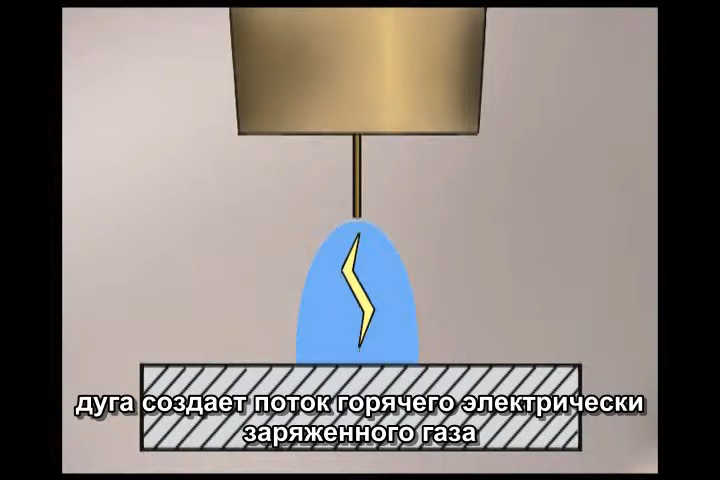 дуга создает поток горячего электрически
заряженного газа